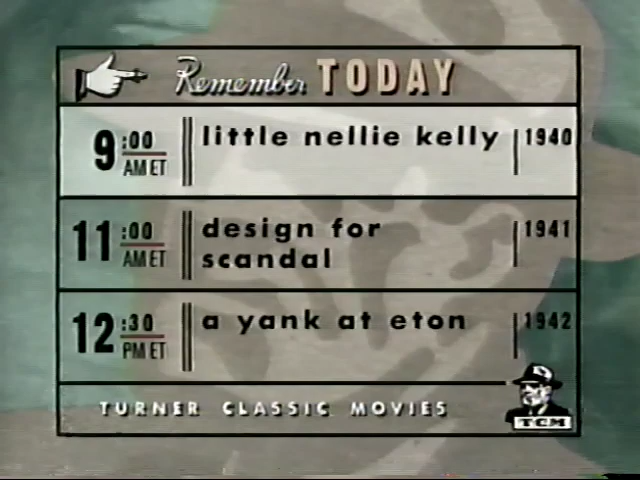 Remember TODAY
9:00 AM ET little nellie kelly 1940
11:00 AM ET design for scandal 1941
12:30 PM ET a yank at eton 1942
TURNER CLASSIC MOVIES
TCM